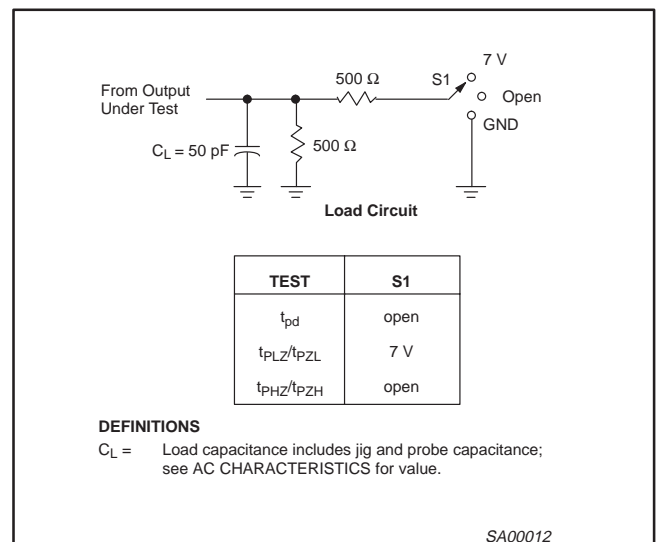 7 V
500 Ω
S1
From Output
Under Test
Open
GND
C_L = 50 pF
500 Ω
Load Circuit
TEST S1
t_pd open
t_PLZ/t_PZL 7 V
t_PHZ/t_PZH open
DEFINITIONS
C_L = Load capacitance includes jig and probe capacitance;
see AC CHARACTERISTICS for value.
SA00012